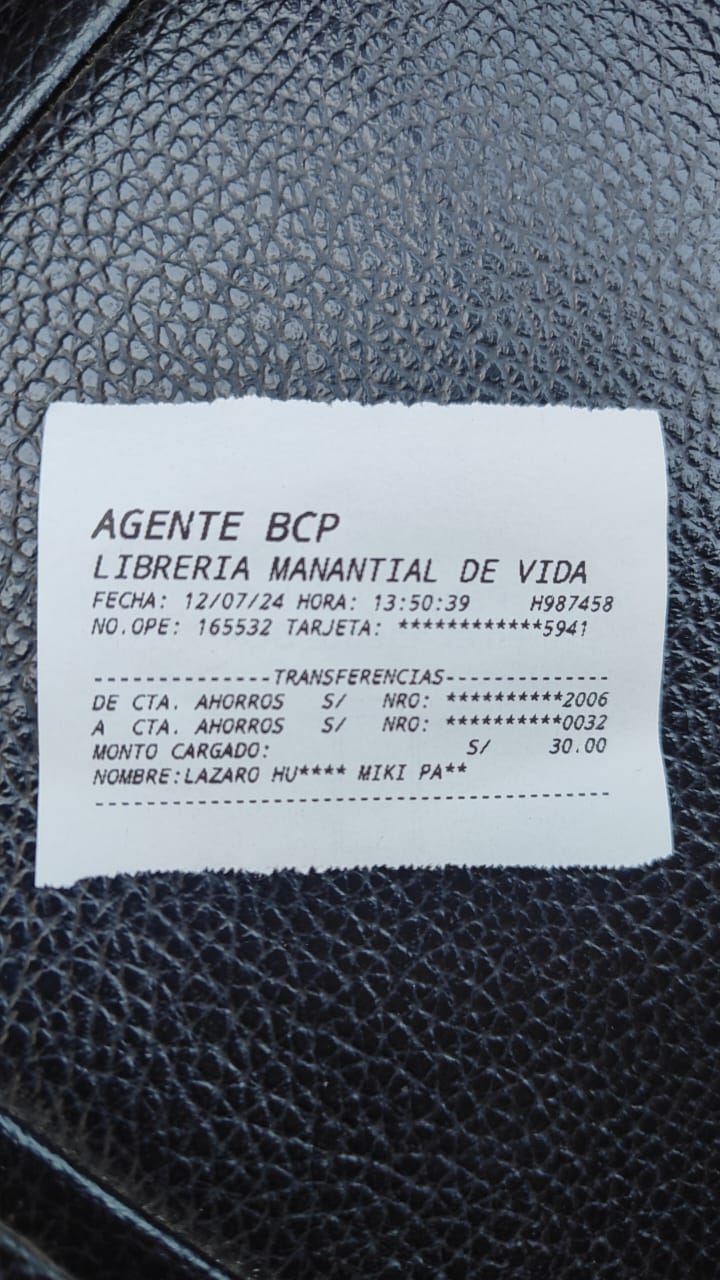 AGENTE BCP
LIBRERIA MANANTIAL DE VIDA
FECHA: 12/07/24 HORA: 13:50:39 H987458
NO.OPE: 165532 TARJETA: ************5941
--------------TRANSFERENCIAS-------------
DE CTA. AHORROS S/ NRO: **********2006
A CTA. AHORROS S/ NRO: **********0032
MONTO CARGADO: S/ 30.00
NOMBRE:LAZARO HU**** MIKI PA**
-----------------------------------------